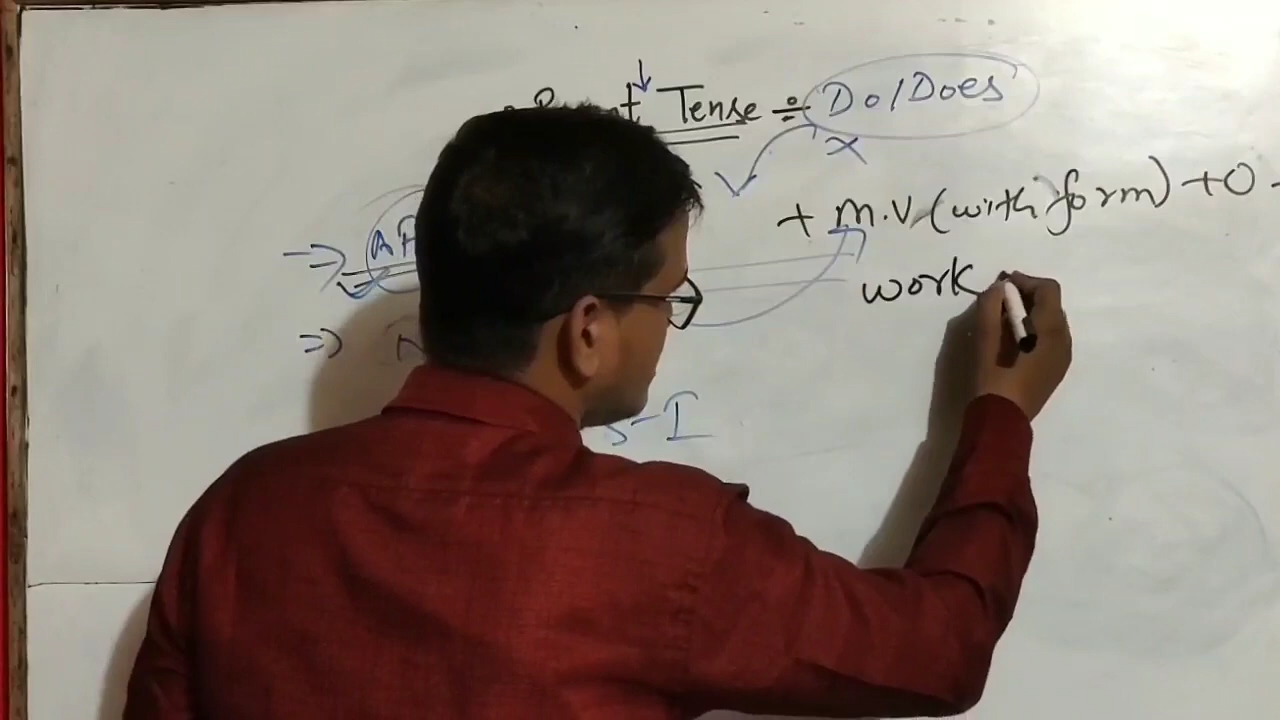 Tense ÷ Do/Does
x
+ M.V. (with form) + O
work
S-I